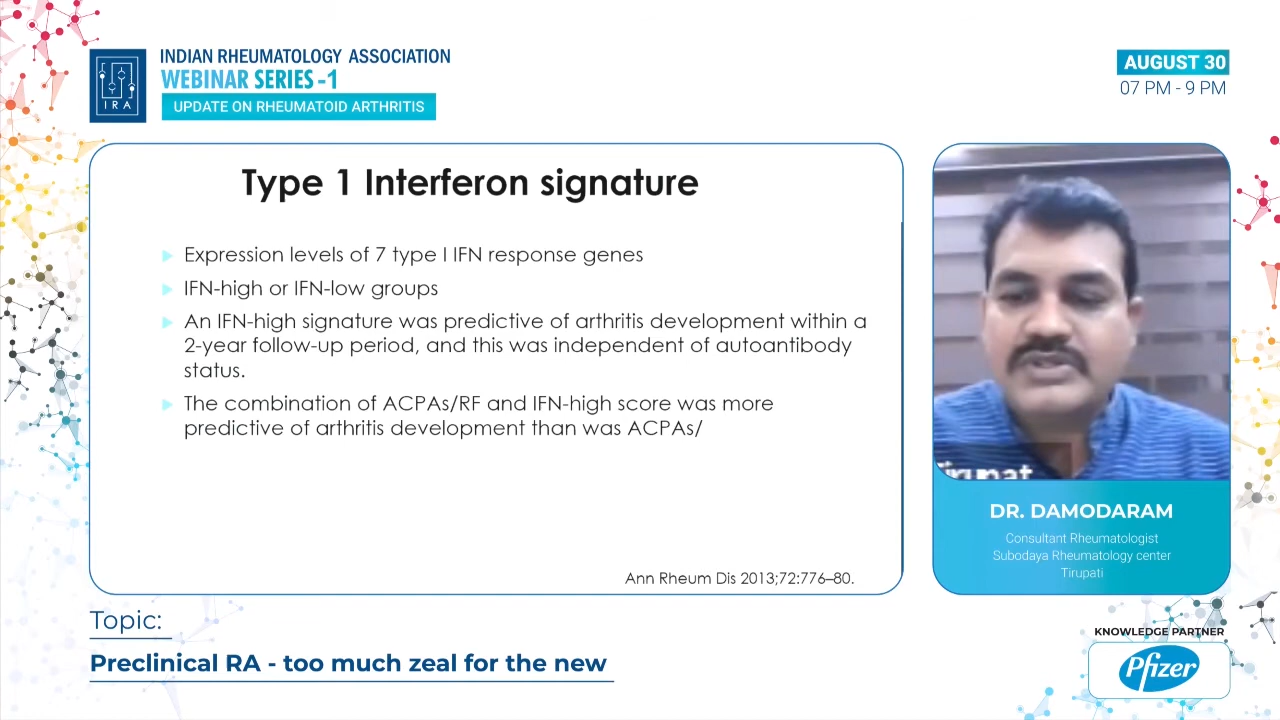 INDIAN RHEUMATOLOGY ASSOCIATION
WEBINAR SERIES -1
UPDATE ON RHEUMATOID ARTHRITIS
IRA
AUGUST 30
07 PM - 9 PM
Type 1 Interferon signature
Expression levels of 7 type I IFN response genes
IFN-high or IFN-low groups
An IFN-high signature was predictive of arthritis development within a
2-year follow-up period, and this was independent of autoantibody
status.
The combination of ACPAs/RF and IFN-high score was more
predictive of arthritis development than was ACPAs/
Ann Rheum Dis 2013;72:776–80.
DR. DAMODARAM
Consultant Rheumatologist
Subodaya Rheumatology center
Tirupati
Topic:
Preclinical RA - too much zeal for the new
KNOWLEDGE PARTNER
Pfizer